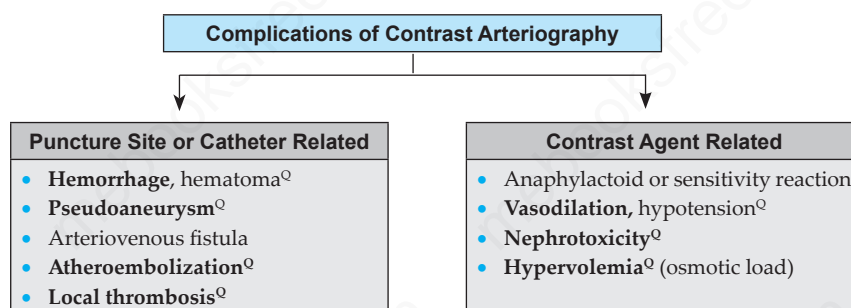 Complications of Contrast Arteriography
Puncture Site or Catheter Related
• Hemorrhage, hematomaQ
• PseudoaneurysmQ
• Arteriovenous fistula
• AtheroembolizationQ
• Local thrombosisQ
Contrast Agent Related
• Anaphylactoid or sensitivity reaction
• Vasodilation, hypotensionQ
• NephrotoxicityQ
• HypervolemiaQ (osmotic load)